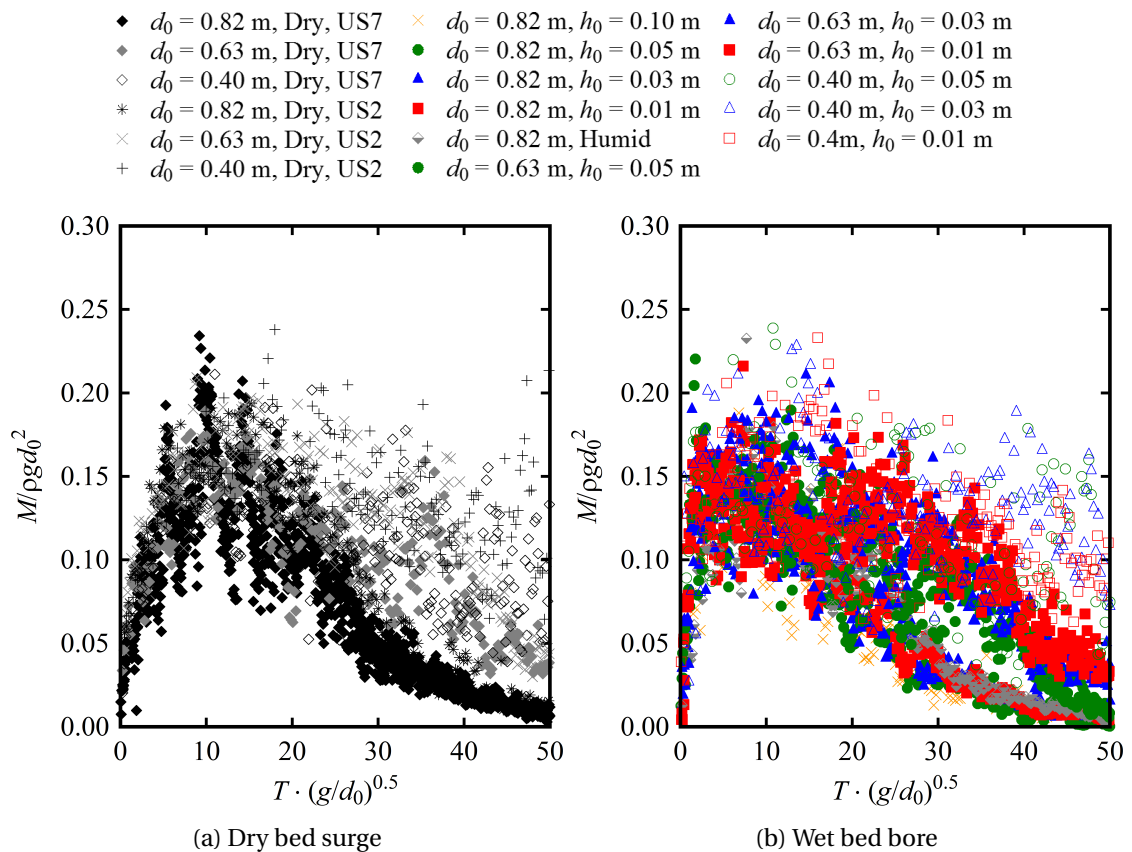 d₀ = 0.82 m, Dry, US7
d₀ = 0.63 m, Dry, US7
d₀ = 0.40 m, Dry, US7
d₀ = 0.82 m, Dry, US2
d₀ = 0.63 m, Dry, US2
d₀ = 0.40 m, Dry, US2
d₀ = 0.82 m, h₀ = 0.10 m
d₀ = 0.82 m, h₀ = 0.05 m
d₀ = 0.82 m, h₀ = 0.03 m
d₀ = 0.82 m, h₀ = 0.01 m
d₀ = 0.82 m, Humid
d₀ = 0.63 m, h₀ = 0.05 m
d₀ = 0.63 m, h₀ = 0.03 m
d₀ = 0.63 m, h₀ = 0.01 m
d₀ = 0.40 m, h₀ = 0.05 m
d₀ = 0.40 m, h₀ = 0.03 m
d₀ = 0.4m, h₀ = 0.01 m
M/ρgd₀²
0.30
0.25
0.20
0.15
0.10
0.05
0.00
0 10 20 30 40 50
T · (g/d₀)^0.5
(a) Dry bed surge
M/ρgd₀²
0.30
0.25
0.20
0.15
0.10
0.05
0.00
0 10 20 30 40 50
T · (g/d₀)^0.5
(b) Wet bed bore